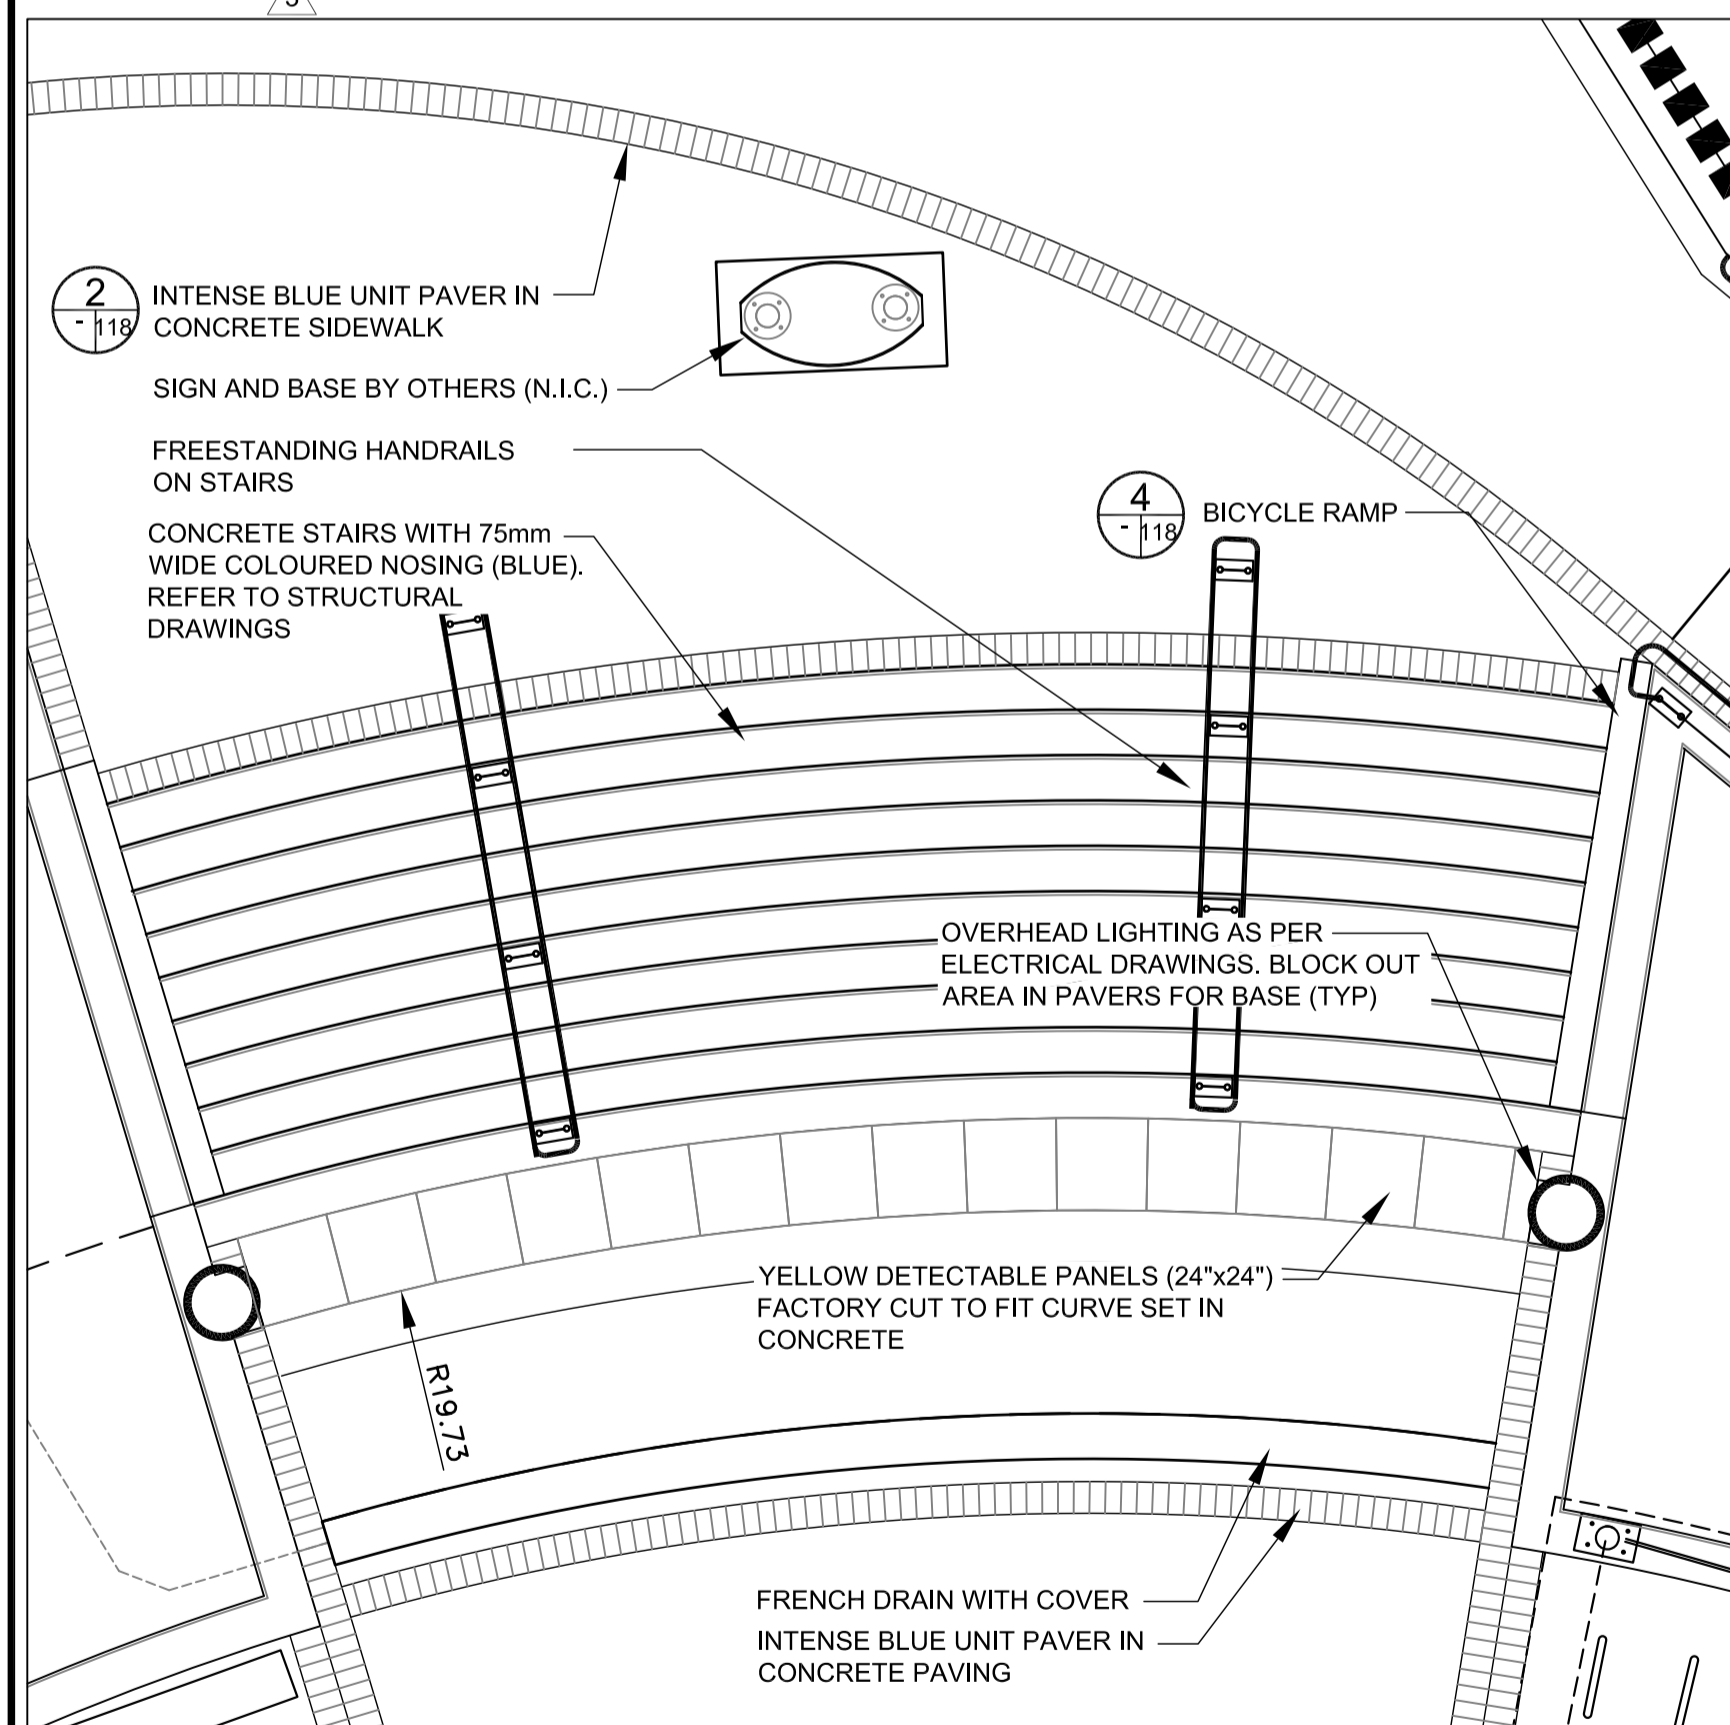 2
- 118
INTENSE BLUE UNIT PAVER IN
CONCRETE SIDEWALK
SIGN AND BASE BY OTHERS (N.I.C.)
FREESTANDING HANDRAILS
ON STAIRS
CONCRETE STAIRS WITH 75mm
WIDE COLOURED NOSING (BLUE).
REFER TO STRUCTURAL
DRAWINGS
4
- 118
BICYCLE RAMP
OVERHEAD LIGHTING AS PER
ELECTRICAL DRAWINGS. BLOCK OUT
AREA IN PAVERS FOR BASE (TYP)
YELLOW DETECTABLE PANELS (24"x24")
FACTORY CUT TO FIT CURVE SET IN
CONCRETE
R19.73
FRENCH DRAIN WITH COVER
INTENSE BLUE UNIT PAVER IN
CONCRETE PAVING